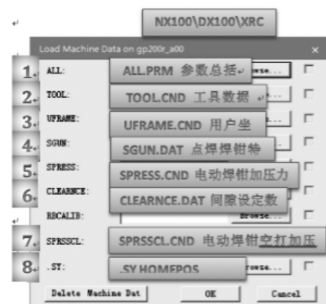 NX100\DX100\XRC
Load Machine Data on gp200r_a00
1 ALL: ALL.PRM 参数总括
2 TOOL: TOOL.CND 工具数据
3 UFRAME: UFRAME.CND 用户坐
4 SGUN: SGUN.DAT 点焊焊钳特
5 SPRESS: SPRESS.CND 电动焊钳加压力
6 CLEARNCE: CLEARNCE.DAT 间隙设定数
RBCALIB: Browse...
7 SPRSSCL: SPRSSCL.CND 电动焊钳空打加压
8 .SY: .SY HOMEPOS
Delete Machine Dat OK Cancel